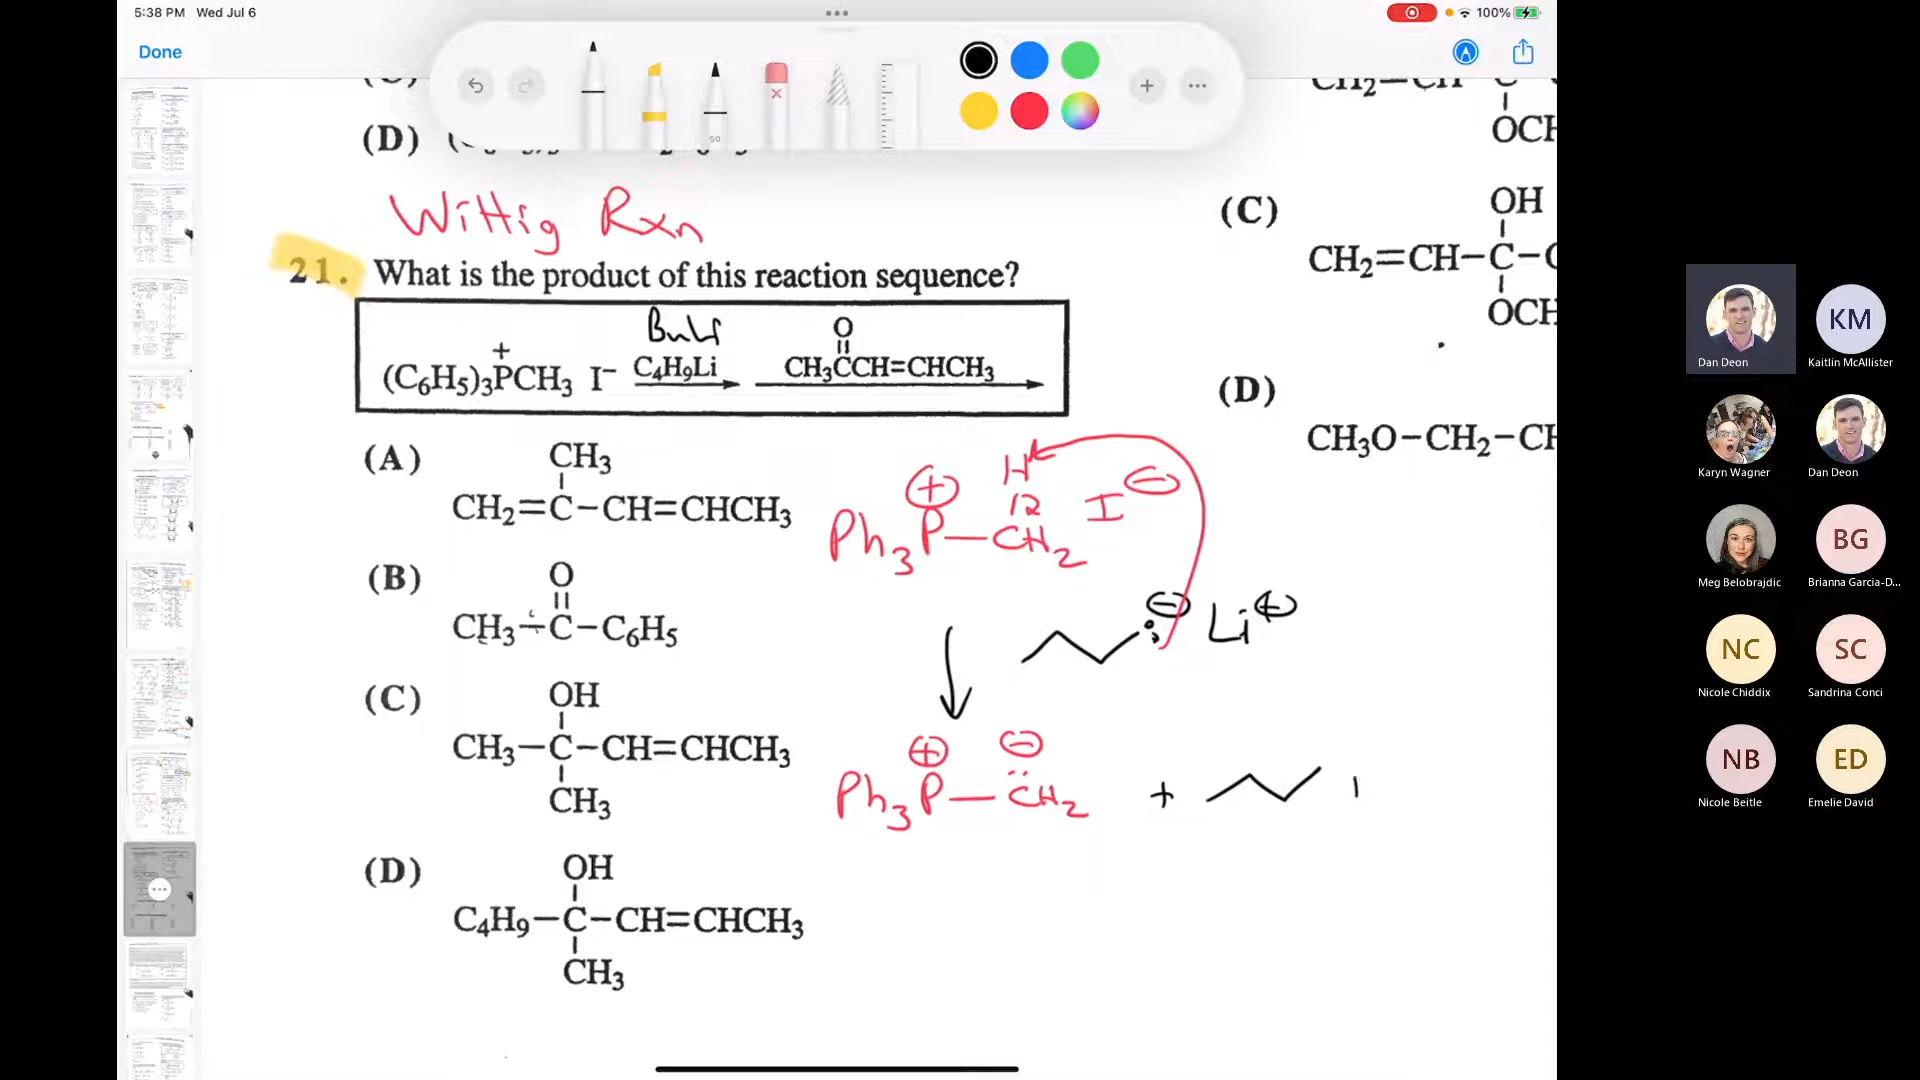 5:38 PM Wed Jul 6
100%
Done
50
(D)
Wittig Rxn
21. What is the product of this reaction sequence?
BuLi
O
+
(C6H5)3PCH3 I− C4H9Li CH3CCH=CHCH3
(A)
CH3
CH2=C−CH=CHCH3
(B)
O
CH3−C−C6H5
(C)
OH
CH3−C−CH=CHCH3
CH3
(D)
OH
C4H9−C−CH=CHCH3
CH3
H
⊕ ⊖
Ph3P−CH2 I
⊖ Li⊕
⊕ ⊖
Ph3P−CH2 +
OCH
(C)
OH
CH2=CH−C−C
OCH
(D)
CH3O−CH2−CH
Dan Deon
KM
Kaitlin McAllister
Karyn Wagner
Dan Deon
Meg Belobrajdic
BG
Brianna Garcia-D...
NC
Nicole Chiddix
SC
Sandrina Conci
NB
Nicole Beitle
ED
Emelie David